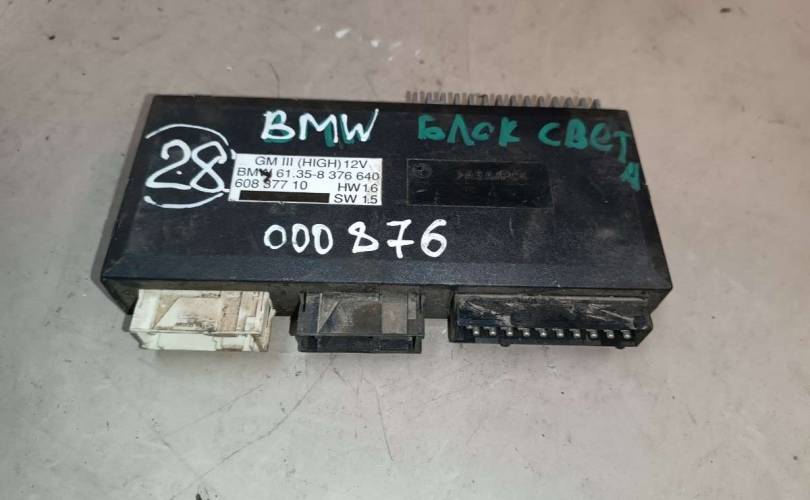 BMW БЛОК СВЕТ
А
28
GM III (HIGH) 12V
BMW 61.35-8 376 640
608 377 10 HW 1.6
SW 1.5
000876